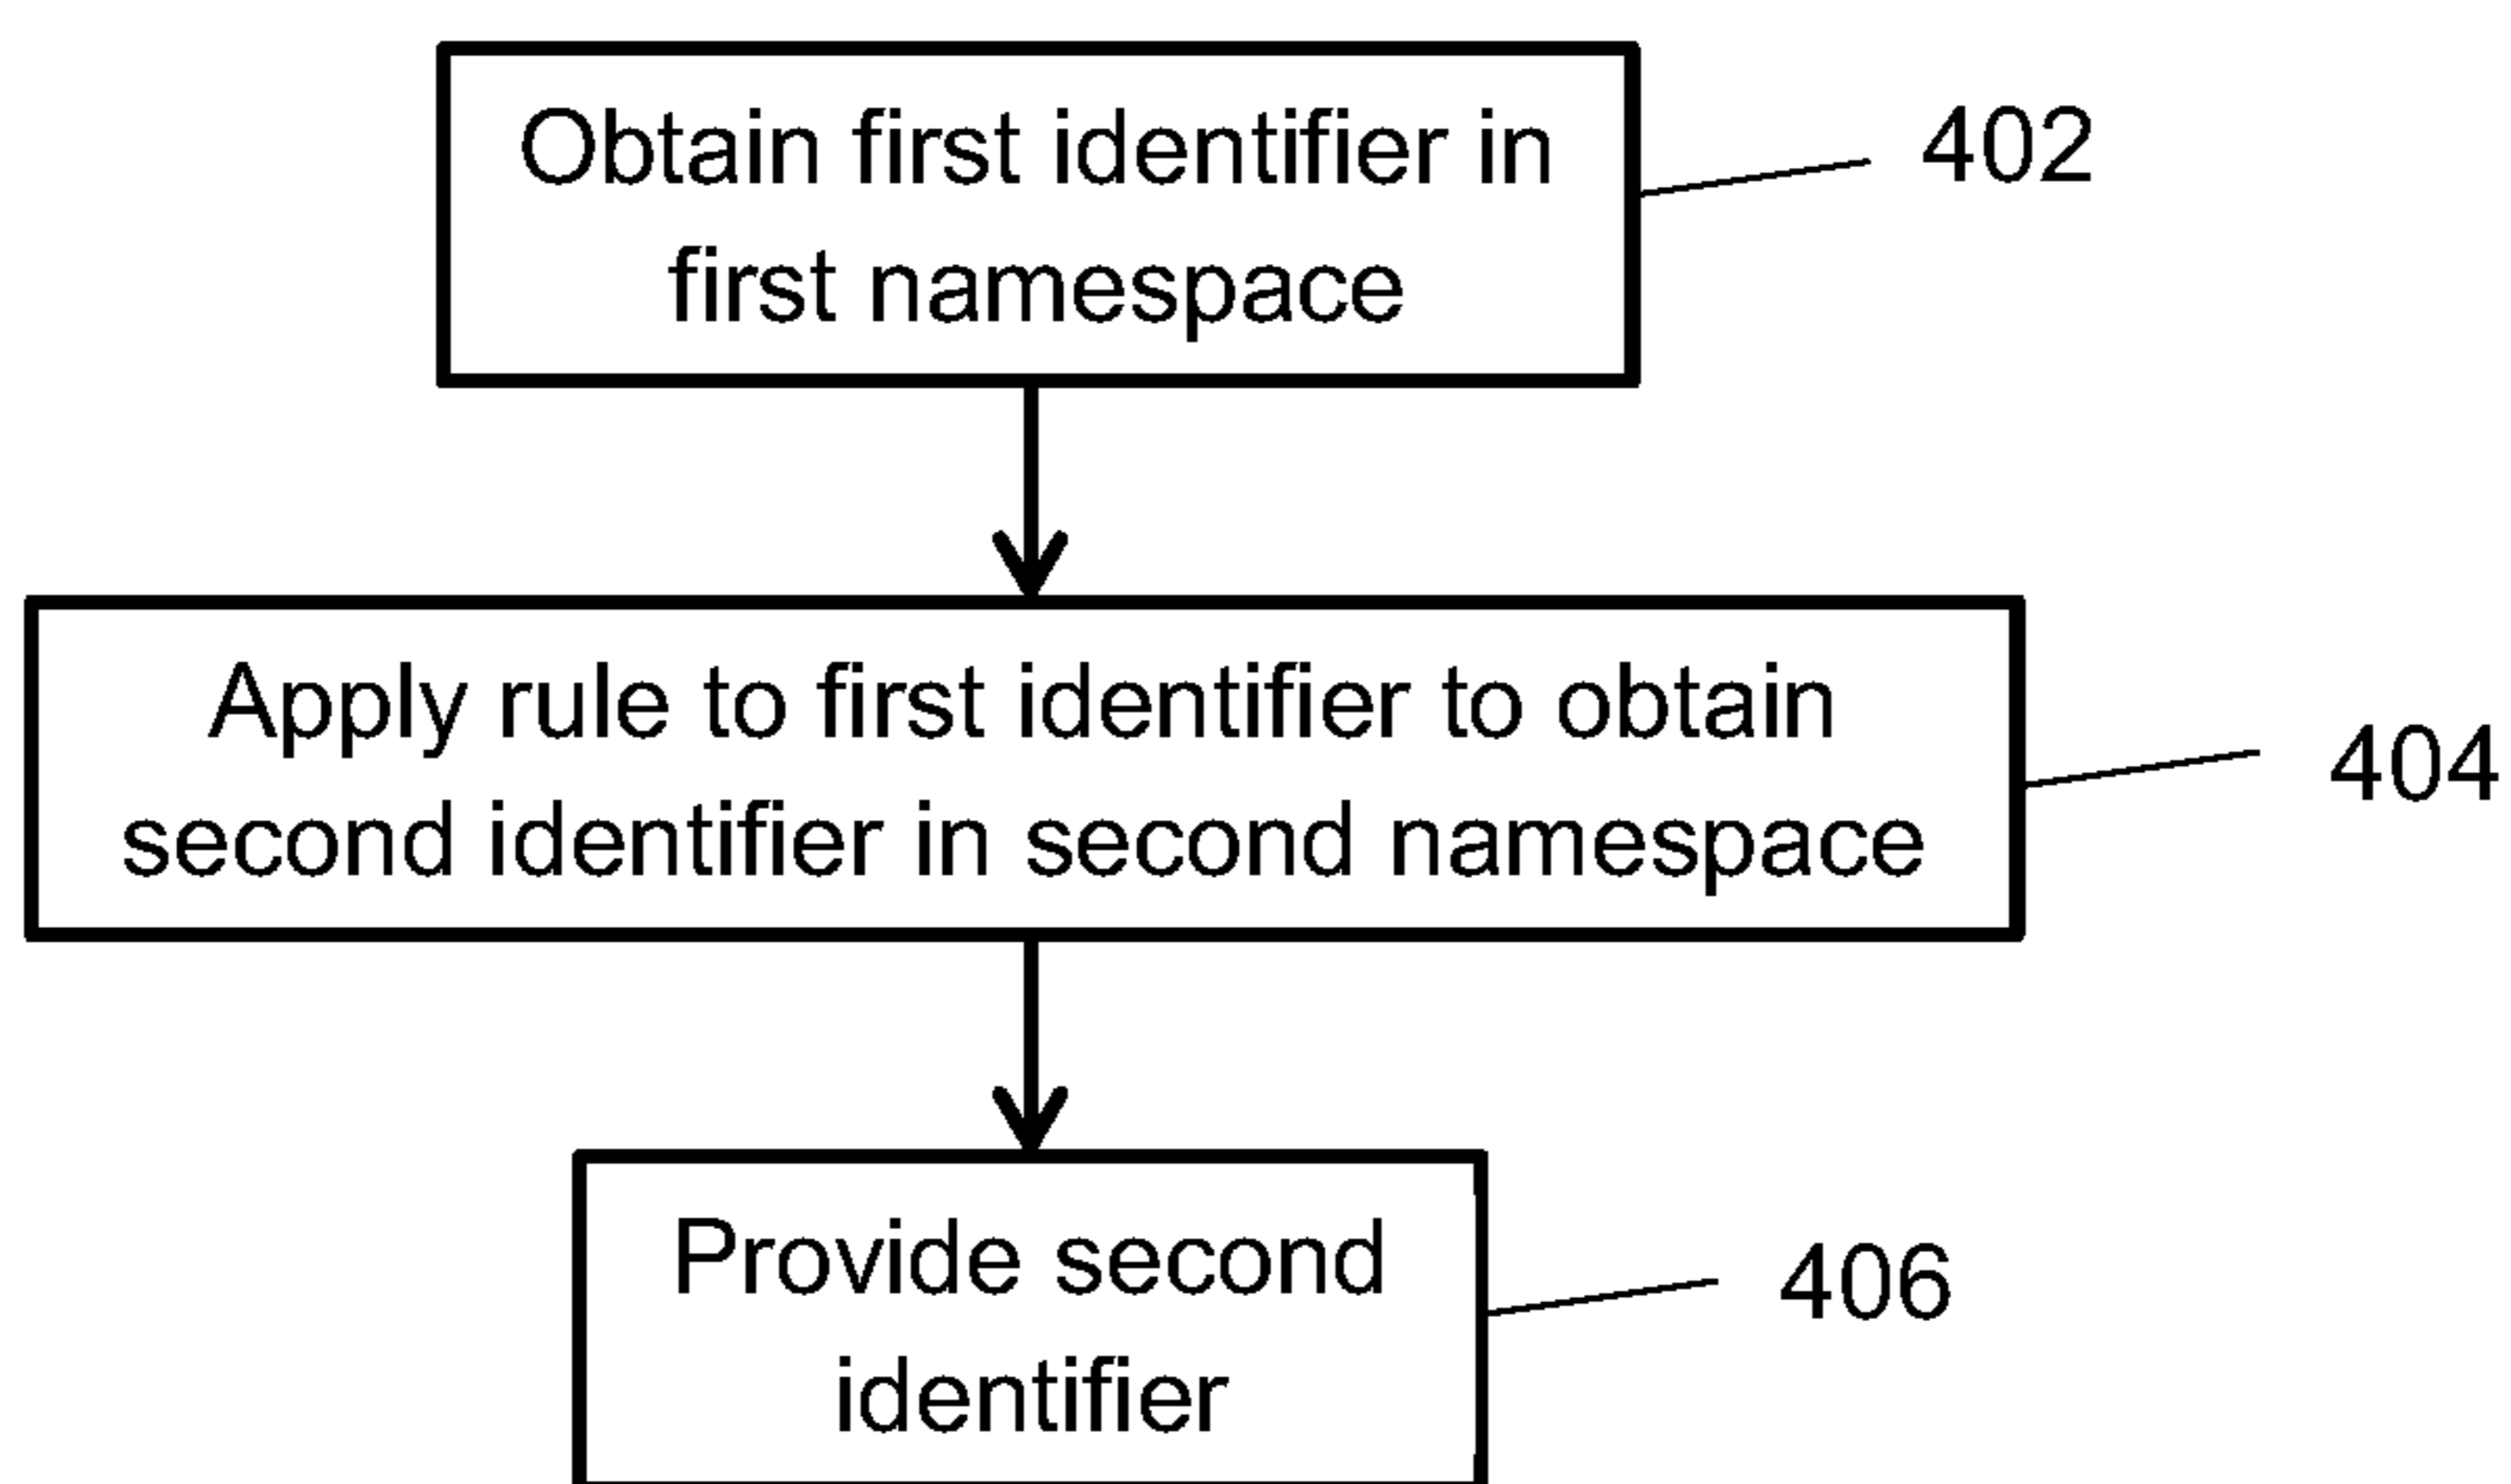 Obtain first identifier in
first namespace
402
Apply rule to first identifier to obtain
second identifier in second namespace
404
Provide second
identifier
406